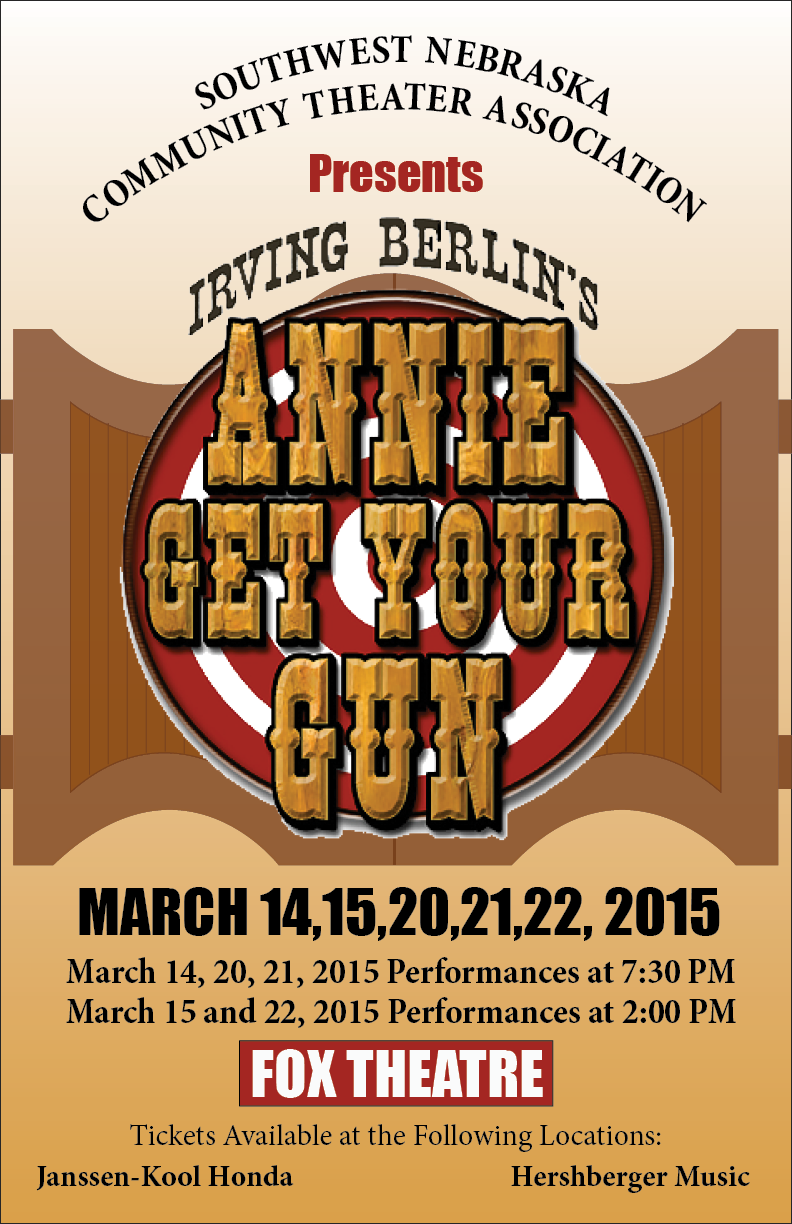 SOUTHWEST NEBRASKA
COMMUNITY THEATER ASSOCIATION
Presents
IRVING BERLIN'S
ANNIE
GET YOUR
GUN
MARCH 14,15,20,21,22, 2015
March 14, 20, 21, 2015 Performances at 7:30 PM
March 15 and 22, 2015 Performances at 2:00 PM
FOX THEATRE
Tickets Available at the Following Locations:
Janssen-Kool Honda Hershberger Music